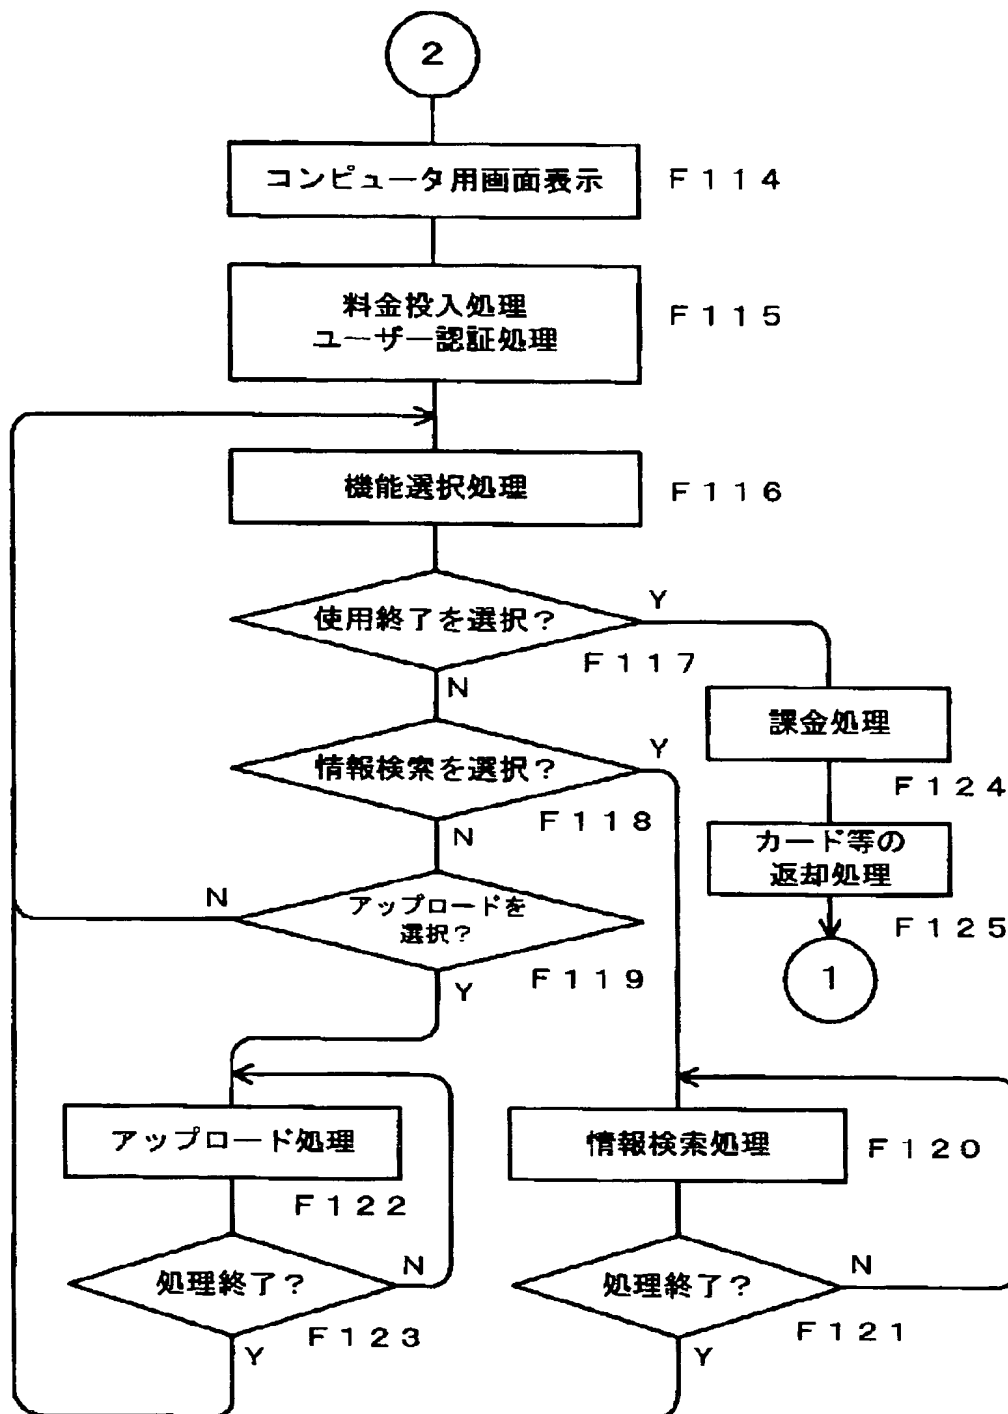 2
コンピュータ用画面表示 F114
料金投入処理
ユーザー認証処理
F115
機能選択処理 F116
使用終了を選択?
Y
F117
N
課金処理
情報検索を選択?
Y
F124
F118
N
カード等の
返却処理
アップロードを
選択?
N
F125
F119
Y
1
アップロード処理
情報検索処理 F120
F122
処理終了?
N
処理終了?
N
F123
F121
Y
Y